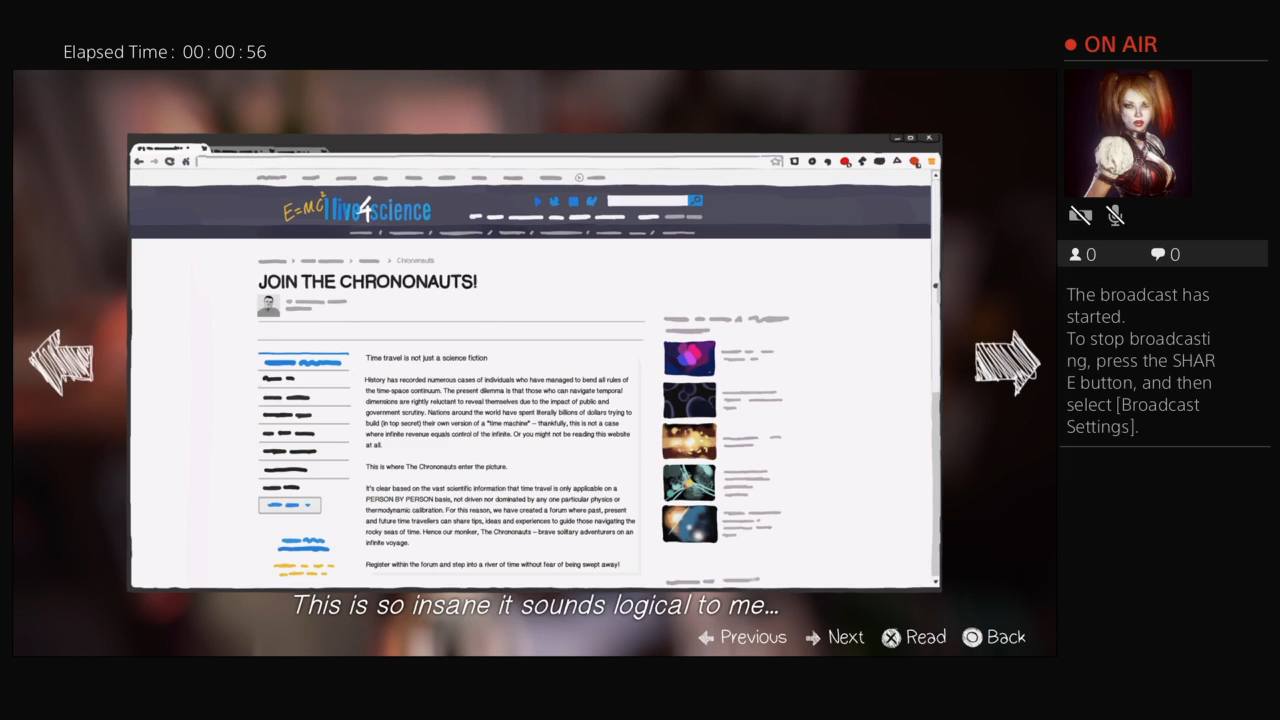 Elapsed Time: 00:00:56
ON AIR
E=mc2 I live 4 science
Chrononauts
JOIN THE CHRONONAUTS!
Time travel is not just a science fiction
History has recorded numerous cases of individuals who have managed to bend all rules of
the time-space continuum. The present dilemma is that those who can navigate temporal
dimensions are rightly reluctant to reveal themselves due to the impact of public and
government scrutiny. Nations around the world have spent literally billions of dollars trying to
build (in top secret) their own version of a "time machine" – thankfully, this is not a case
where infinite revenue equals control of the infinite. Or you might not be reading this website
at all.
This is where The Chrononauts enter the picture.
It's clear based on the vast scientific information that time travel is only applicable on a
PERSON BY PERSON basis, not driven nor dominated by any one particular physics or
thermodynamic calibration. For this reason, we have created a forum where past, present
and future time travellers can share tips, ideas and experiences to guide those navigating the
rocky seas of time. Hence our moniker, The Chrononauts – brave solitary adventurers on an
infinite voyage.
Register within the forum and step into a river of time without fear of being swept away!
This is so insane it sounds logical to me...
Previous Next Read Back
0 0
The broadcast has
started.
To stop broadcasti
ng, press the SHAR
E button, and then
select [Broadcast
Settings].